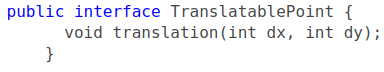 public interface TranslatablePoint {
      void translation(int dx, int dy);
    }